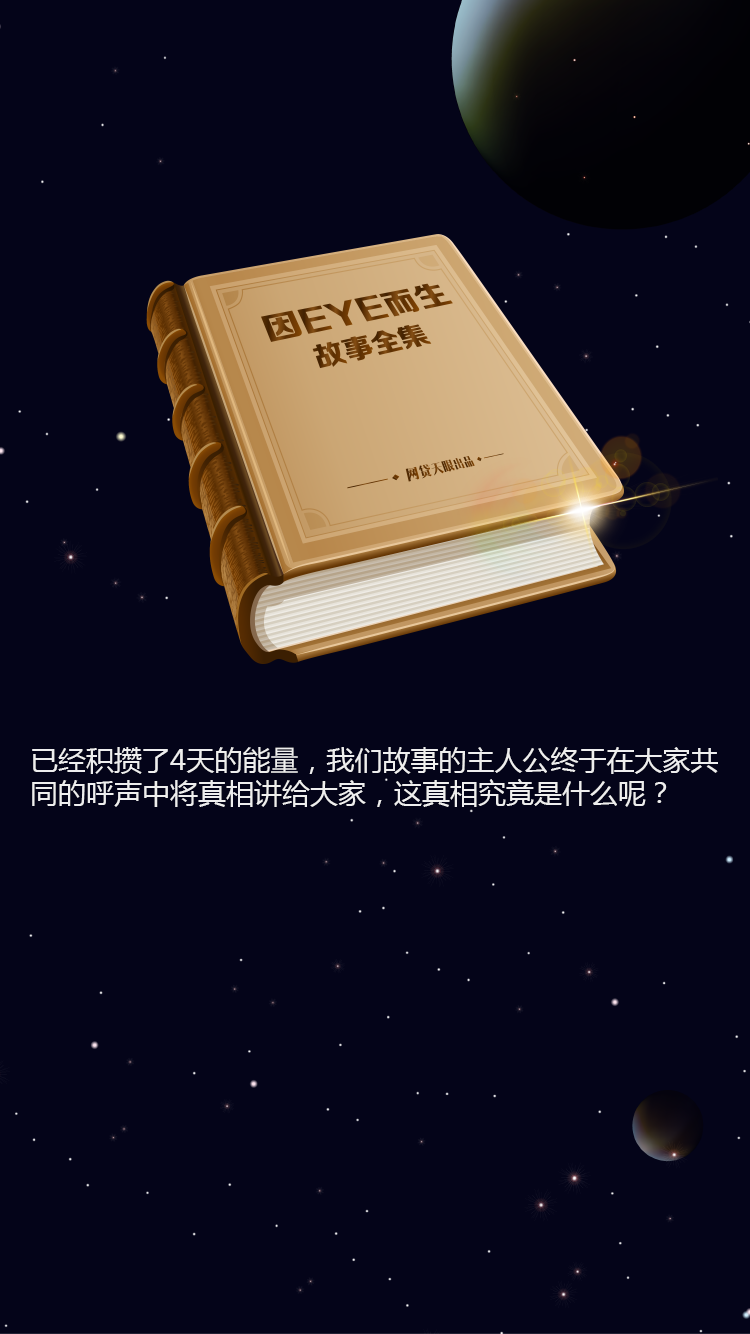 因EYE而生
故事全集
网贷天眼出品
已经积攒了4天的能量，我们故事的主人公终于在大家共
同的呼声中将真相讲给大家，这真相究竟是什么呢？